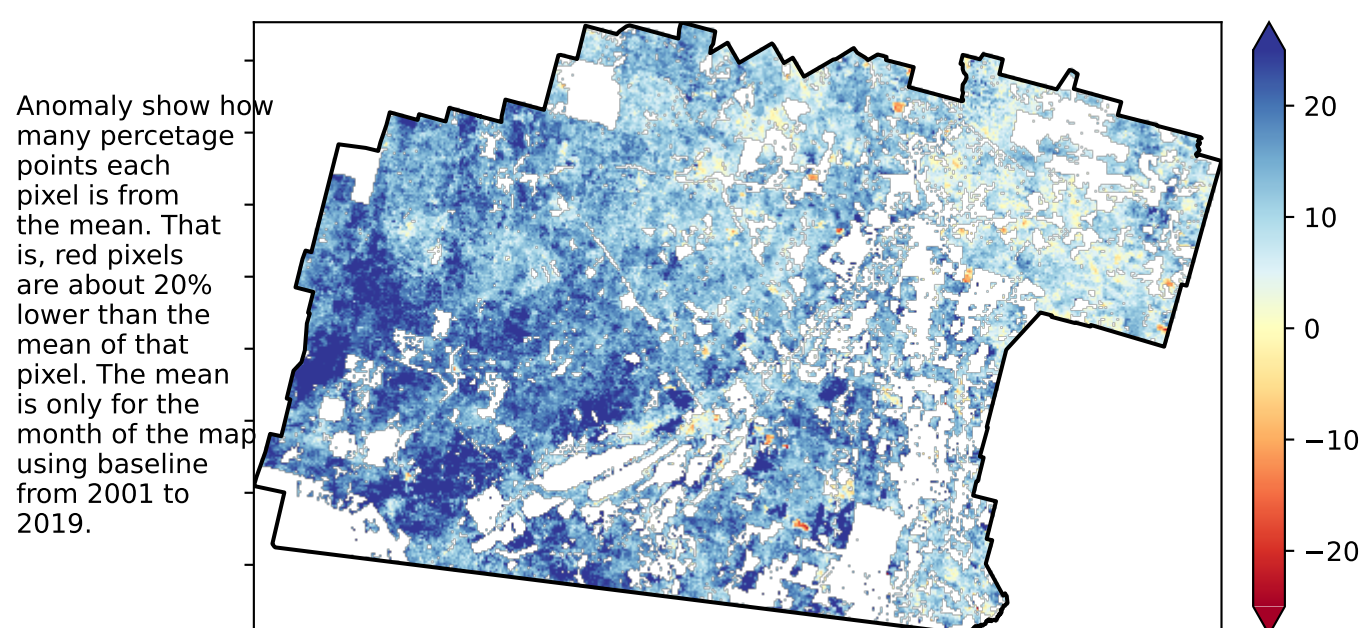 Anomaly show how
many percetage
points each
pixel is from
the mean. That
is, red pixels
are about 20%
lower than the
mean of that
pixel. The mean
is only for the
month of the map
using baseline
from 2001 to
2019.
20
10
0
−10
−20